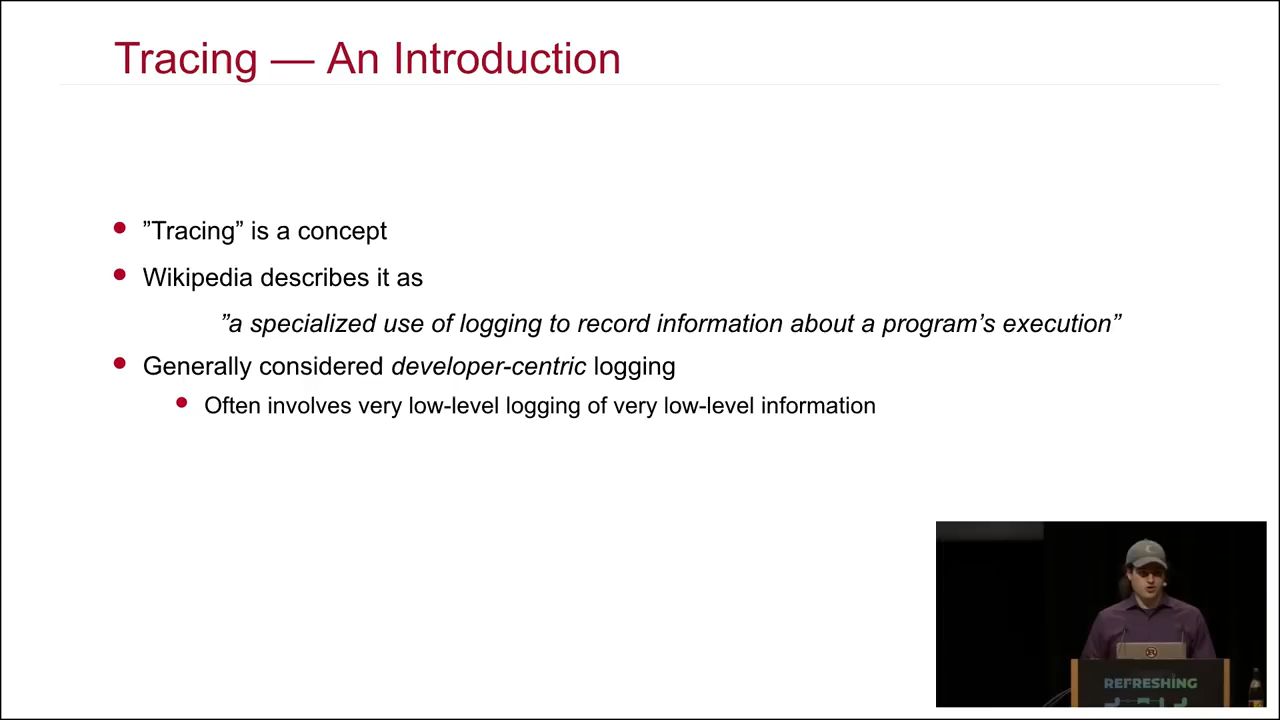 Tracing — An Introduction
”Tracing” is a concept
Wikipedia describes it as
”a specialized use of logging to record information about a program’s execution”
Generally considered developer-centric logging
Often involves very low-level logging of very low-level information
REFRESHING